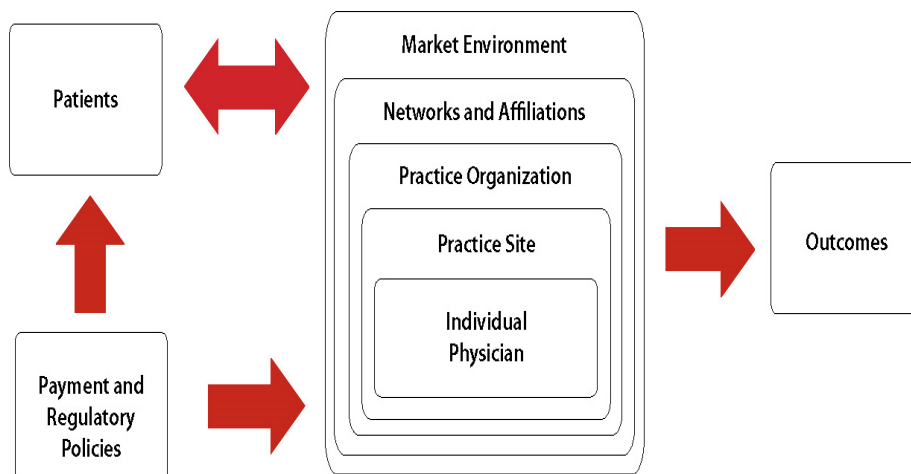 Patients
Market Environment
Networks and Affiliations
Practice Organization
Practice Site
Individual
Physician
Outcomes
Payment and
Regulatory
Policies